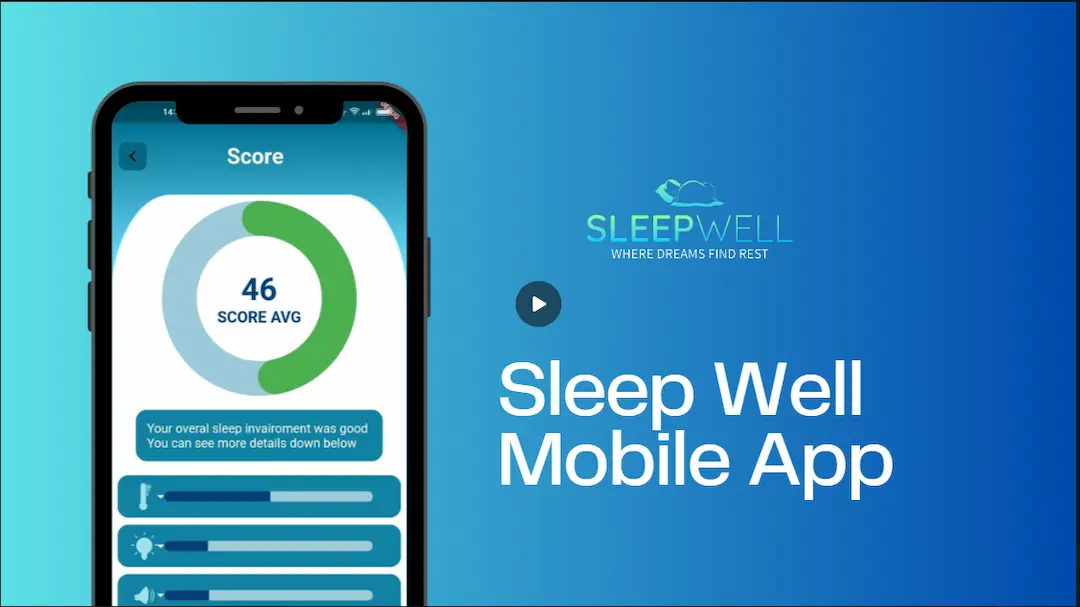 Score
46
SCORE AVG
Your overal sleep invairoment was good
You can see more details down below
SLEEPWELL
WHERE DREAMS FIND REST
Sleep Well
Mobile App